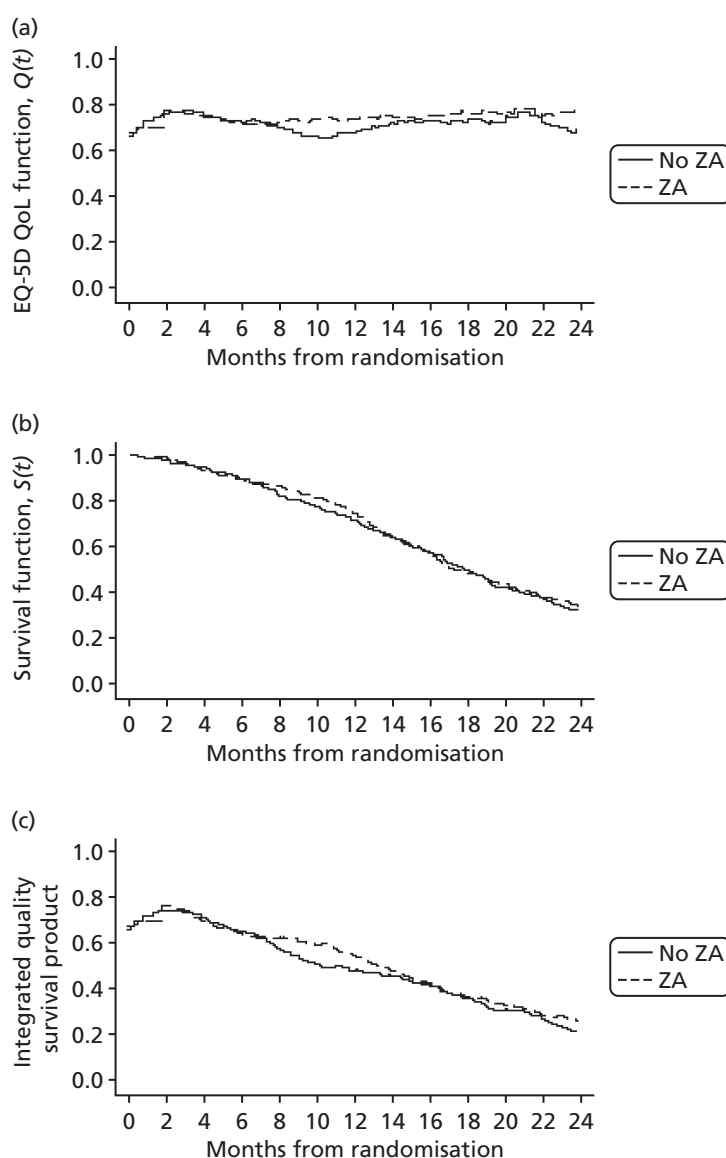 (a)
EQ-5D QoL function, Q(t)
1.0
0.8
0.6
0.4
0.2
0.0
0 2 4 6 8 10 12 14 16 18 20 22 24
Months from randomisation
No ZA
ZA
(b)
Survival function, S(t)
1.0
0.8
0.6
0.4
0.2
0.0
0 2 4 6 8 10 12 14 16 18 20 22 24
Months from randomisation
No ZA
ZA
(c)
Integrated quality
survival product
1.0
0.8
0.6
0.4
0.2
0.0
0 2 4 6 8 10 12 14 16 18 20 22 24
Months from randomisation
No ZA
ZA